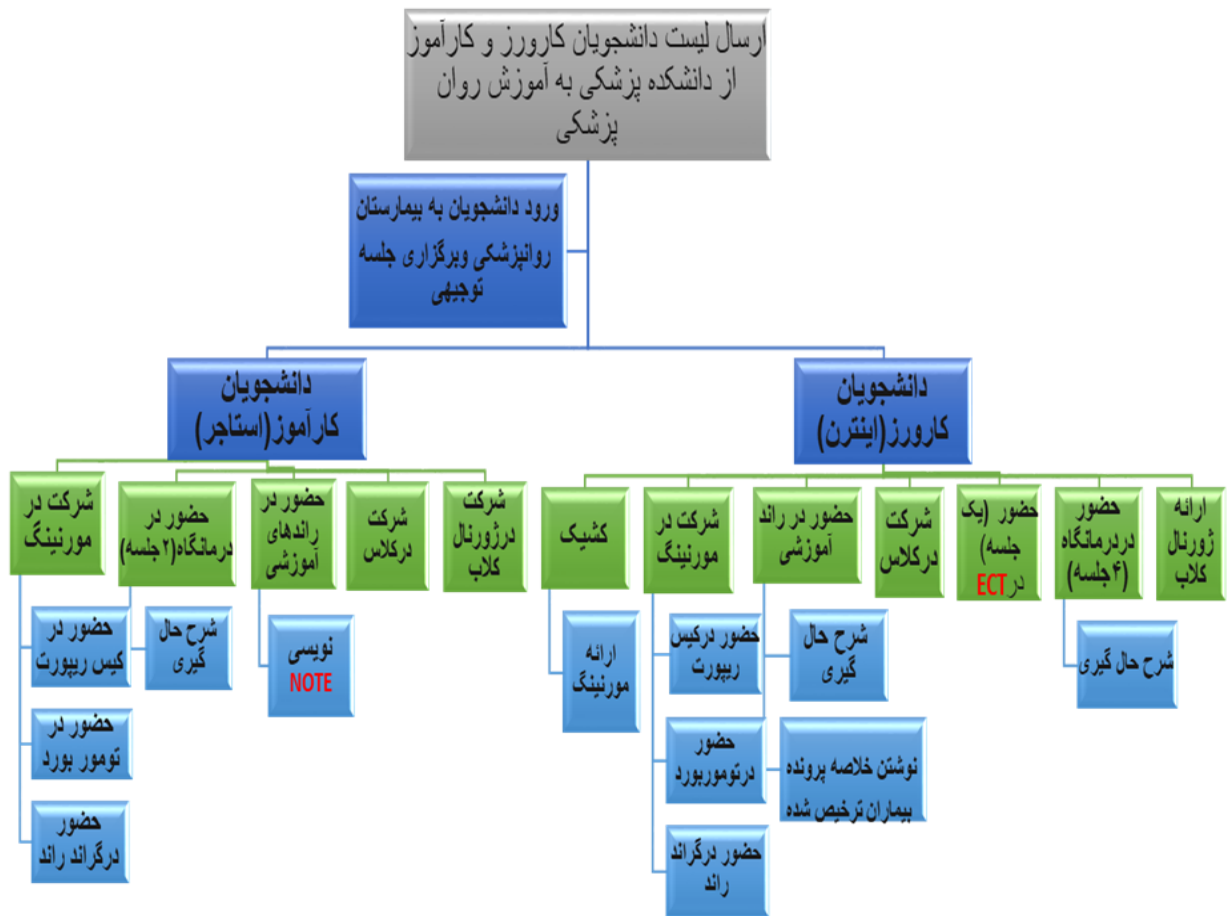 ارسال لیست دانشجویان کارورز و کارآموز
از دانشکده پزشکی به آموزش روان
پزشکی
ورود دانشجویان به بیمارستان
روانپزشکی وبرگزاری جلسه
توجیهی
دانشجویان
کارورز(اینترن)
دانشجویان
کارآموز(استاجر)
ارائه
ژورنال
کلاب
حضور
دردرمانگاه
(۴جلسه)
حضور (یک
جلسه)
درECT
شرکت
درکلاس
حضور در راند
آموزشی
شرکت در
مورنینگ
کشیک
شرکت
درژورنال
کلاب
شرکت
درکلاس
حضور در
راندهای
آموزشی
حضور در
درمانگاه(۲جلسه)
شرکت در
مورنینگ
شرح حال گیری
شرح حال
گیری
نوشتن خلاصه پرونده
بیماران ترخیص شده
حضور درکیس
ریپورت
حضور
درتوموربورد
حضور درگراند
راند
ارائه
مورنینگ
نویسی
NOTE
شرح حال
گیری
حضور در
کیس ریپورت
حضور در
تومور بورد
حضور
درگراند راند